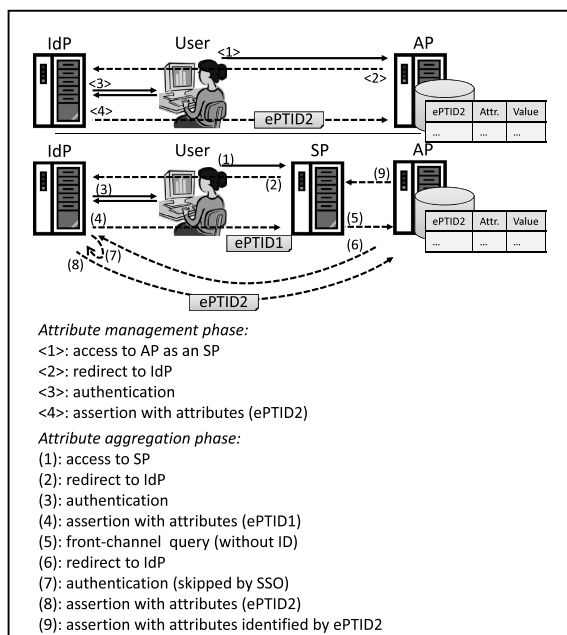 IdP User <1> AP
<2>
<3>
<4> ePTID2
ePTID2 Attr. Value
... ... ...
IdP User SP AP
(1)
(2) (9)
(3)
(4) ePTID1 (5)
ePTID2 Attr. Value
... ... ...
(6)
(7)
(8)
ePTID2
Attribute management phase:
<1>: access to AP as an SP
<2>: redirect to IdP
<3>: authentication
<4>: assertion with attributes (ePTID2)
Attribute aggregation phase:
(1): access to SP
(2): redirect to IdP
(3): authentication
(4): assertion with attributes (ePTID1)
(5): front-channel query (without ID)
(6): redirect to IdP
(7): authentication (skipped by SSO)
(8): assertion with attributes (ePTID2)
(9): assertion with attributes identified by ePTID2